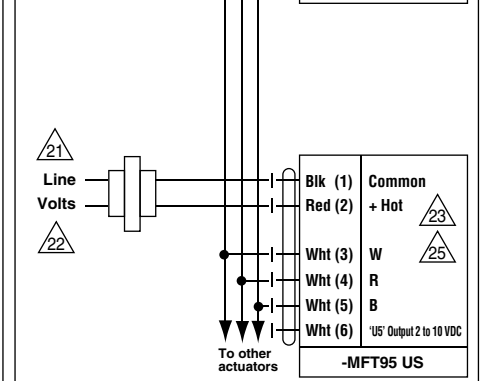 21
Line
Volts
22
Blk (1) Common
Red (2) + Hot
23
Wht (3) W
25
Wht (4) R
Wht (5) B
Wht (6) 'U5' Output 2 to 10 VDC
To other
actuators
-MFT95 US